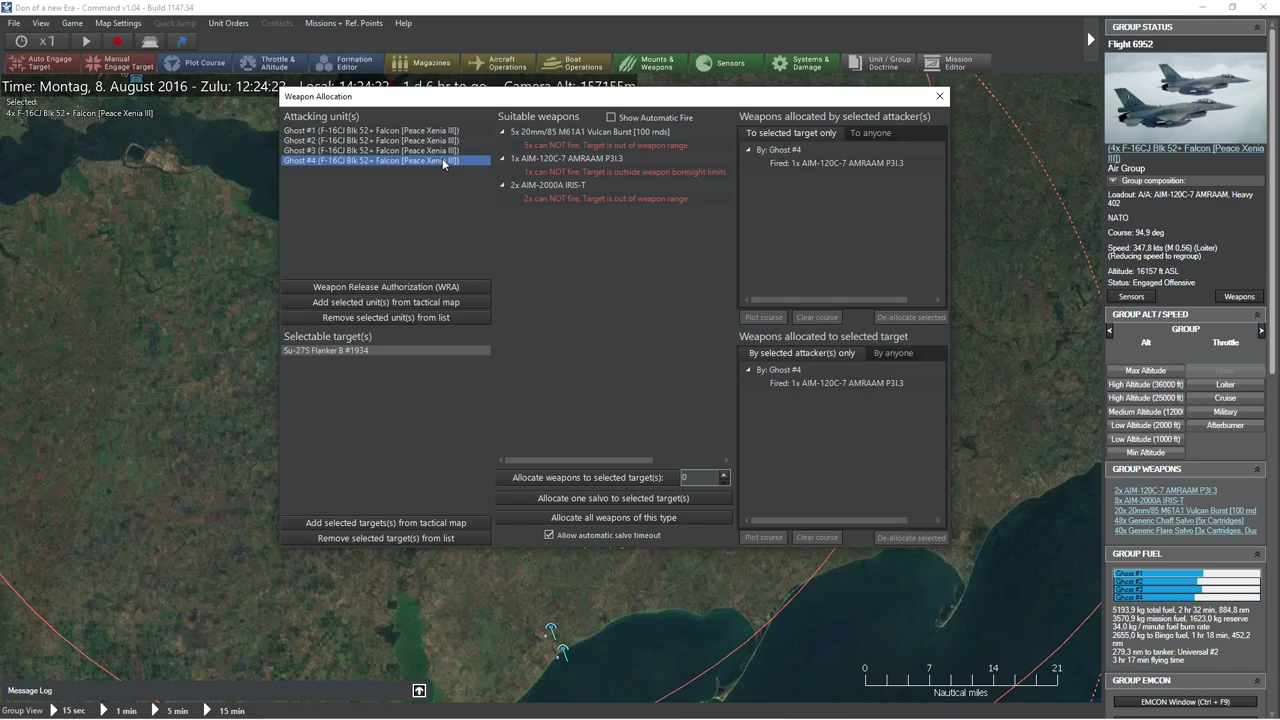 Don of a new Era - Command v1.04 - Build 1147.34
File View Game Map Settings Quick Jump Unit Orders Contacts Missions + Ref. Points Help
x1
Auto Engage Target
Manual Engage Target
Plot Course
Throttle & Altitude
Formation Editor
Magazines
Aircraft Operations
Boat Operations
Mounts & Weapons
Sensors
Systems & Damage
Unit / Group Doctrine
Mission Editor
Time: Montag, 8. August 2016 - Zulu: 12:24:22
Selected:
4x F-16CJ Blk 52+ Falcon [Peace Xenia III]
Weapon Allocation
Attacking unit(s)
Ghost #1 (F-16CJ Blk 52+ Falcon [Peace Xenia III])
Ghost #2 (F-16CJ Blk 52+ Falcon [Peace Xenia III])
Ghost #3 (F-16CJ Blk 52+ Falcon [Peace Xenia III])
Ghost #4 (F-16CJ Blk 52+ Falcon [Peace Xenia III])
Weapon Release Authorization (WRA)
Add selected unit(s) from tactical map
Remove selected unit(s) from list
Selectable target(s)
Su-27S Flanker B #1934
Add selected targets(s) from tactical map
Remove selected target(s) from list
Suitable weapons
Show Automatic Fire
5x 20mm/85 M61A1 Vulcan Burst [100 rnds]
5x can NOT fire. Target is out of weapon range
1x AIM-120C-7 AMRAAM P3I.3
1x can NOT fire. Target is outside weapon boresight limits
2x AIM-2000A IRIS-T
2x can NOT fire. Target is out of weapon range
Allocate weapons to selected target(s): 0
Allocate one salvo to selected target(s)
Allocate all weapons of this type
Allow automatic salvo timeout
Weapons allocated by selected attacker(s)
To selected target only To anyone
By: Ghost #4
Fired: 1x AIM-120C-7 AMRAAM P3I.3
Plot course Clear course De-allocate selected
Weapons allocated to selected target
By selected attacker(s) only By anyone
By: Ghost #4
Fired: 1x AIM-120C-7 AMRAAM P3I.3
Plot course Clear course De-allocate selected
0 7 14 21
Nautical miles
Message Log
Group View 15 sec 1 min 5 min 15 min
GROUP STATUS
Flight 6952
(4x F-16CJ Blk 52+ Falcon [Peace Xenia III])
Air Group
Group composition:
Loadout: A/A: AIM-120C-7 AMRAAM, Heavy 402
NATO
Course: 94,9 deg
Speed: 347,8 kts (M 0,56) (Loiter)
(Reducing speed to regroup)
Altitude: 16157 ft ASL
Status: Engaged Offensive
Sensors Weapons
GROUP ALT / SPEED
GROUP
Alt Throttle
Max Altitude
High Altitude (36000 ft) Loiter
High Altitude (25000 ft) Cruise
Medium Altitude (1200 Military
Low Altitude (2000 ft) Afterburner
Low Altitude (1000 ft)
Min Altitude
GROUP WEAPONS
2x AIM-120C-7 AMRAAM P3I.3
8x AIM-2000A IRIS-T
20x 20mm/85 M61A1 Vulcan Burst [100 rnd
48x Generic Chaff Salvo [5x Cartridges]
40x Generic Flare Salvo [3x Cartridges, Dua
GROUP FUEL
Ghost #1
Ghost #2
Ghost #3
Ghost #4
5193,9 kg total fuel, 2 hr 32 min, 884,8 nm
3570,9 kg mission fuel, 1623,0 kg reserve
34,0 kg / minute fuel burn rate
2655,0 kg to Bingo fuel, 1 hr 18 min, 452,2 nm
279,3 nm to tanker: Universal #2
3 hr 17 min flying time
GROUP EMCON
EMCON Window (Ctrl + F9)